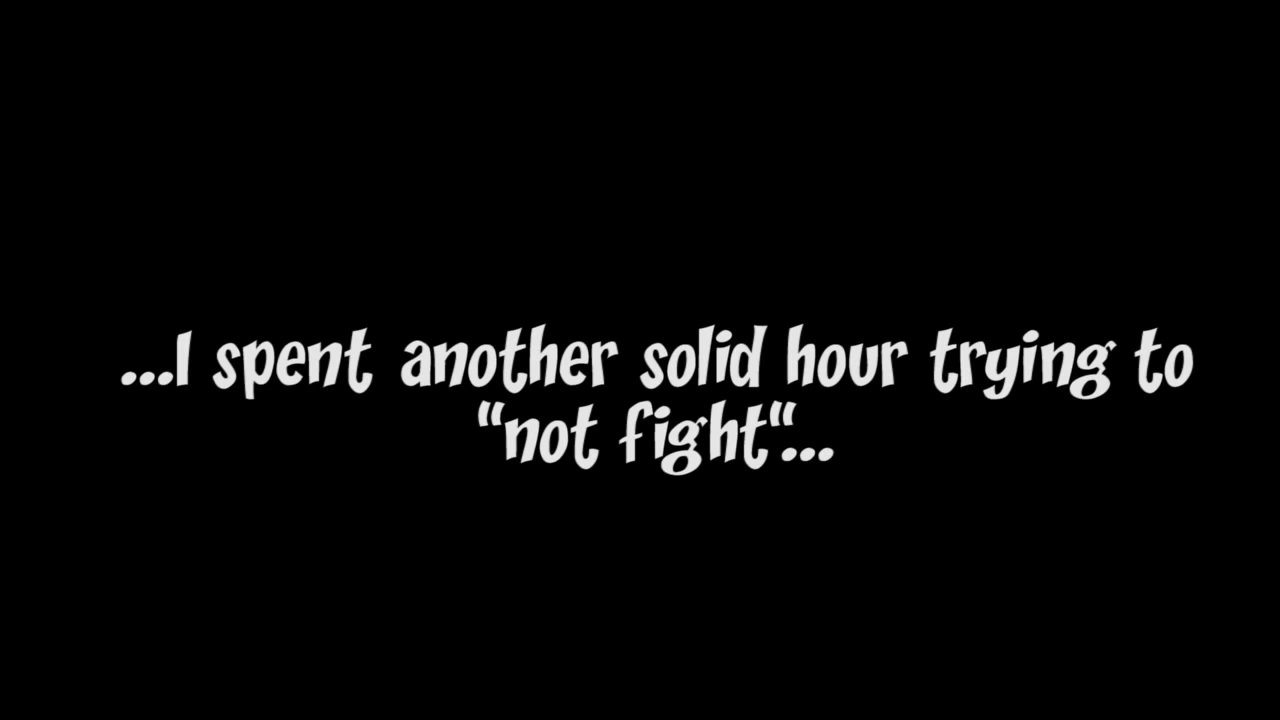 ...I spent another solid hour trying to
“not fight“...